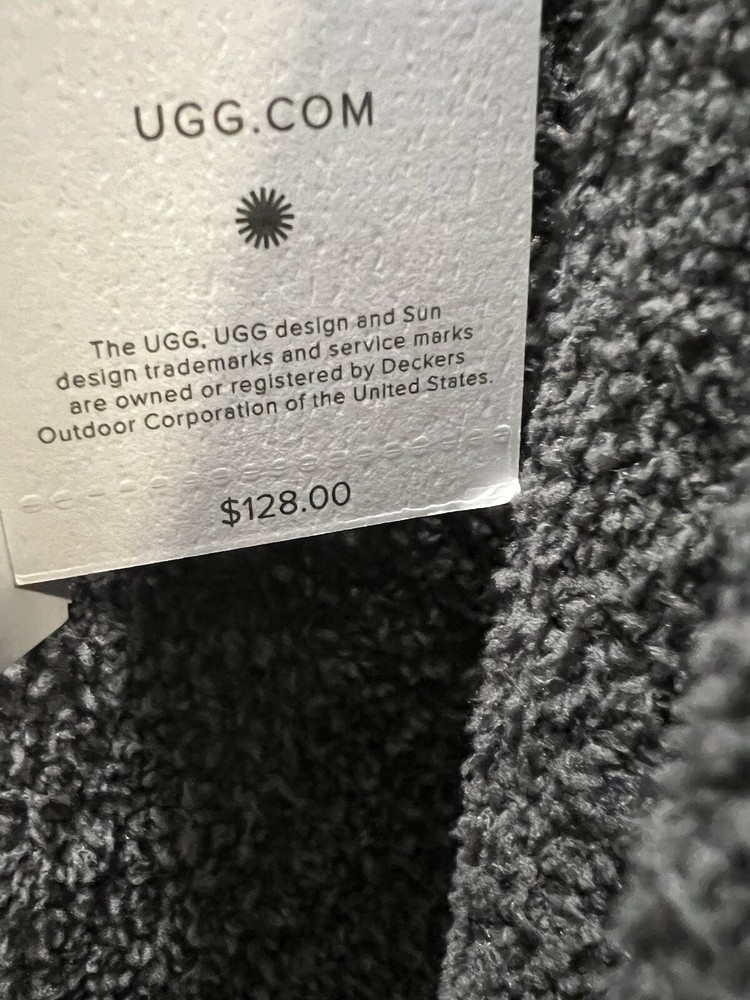 UGG.COM
The UGG, UGG design and Sun
design trademarks and service marks
are owned or registered by Deckers
Outdoor Corporation of the United States.
$128.00